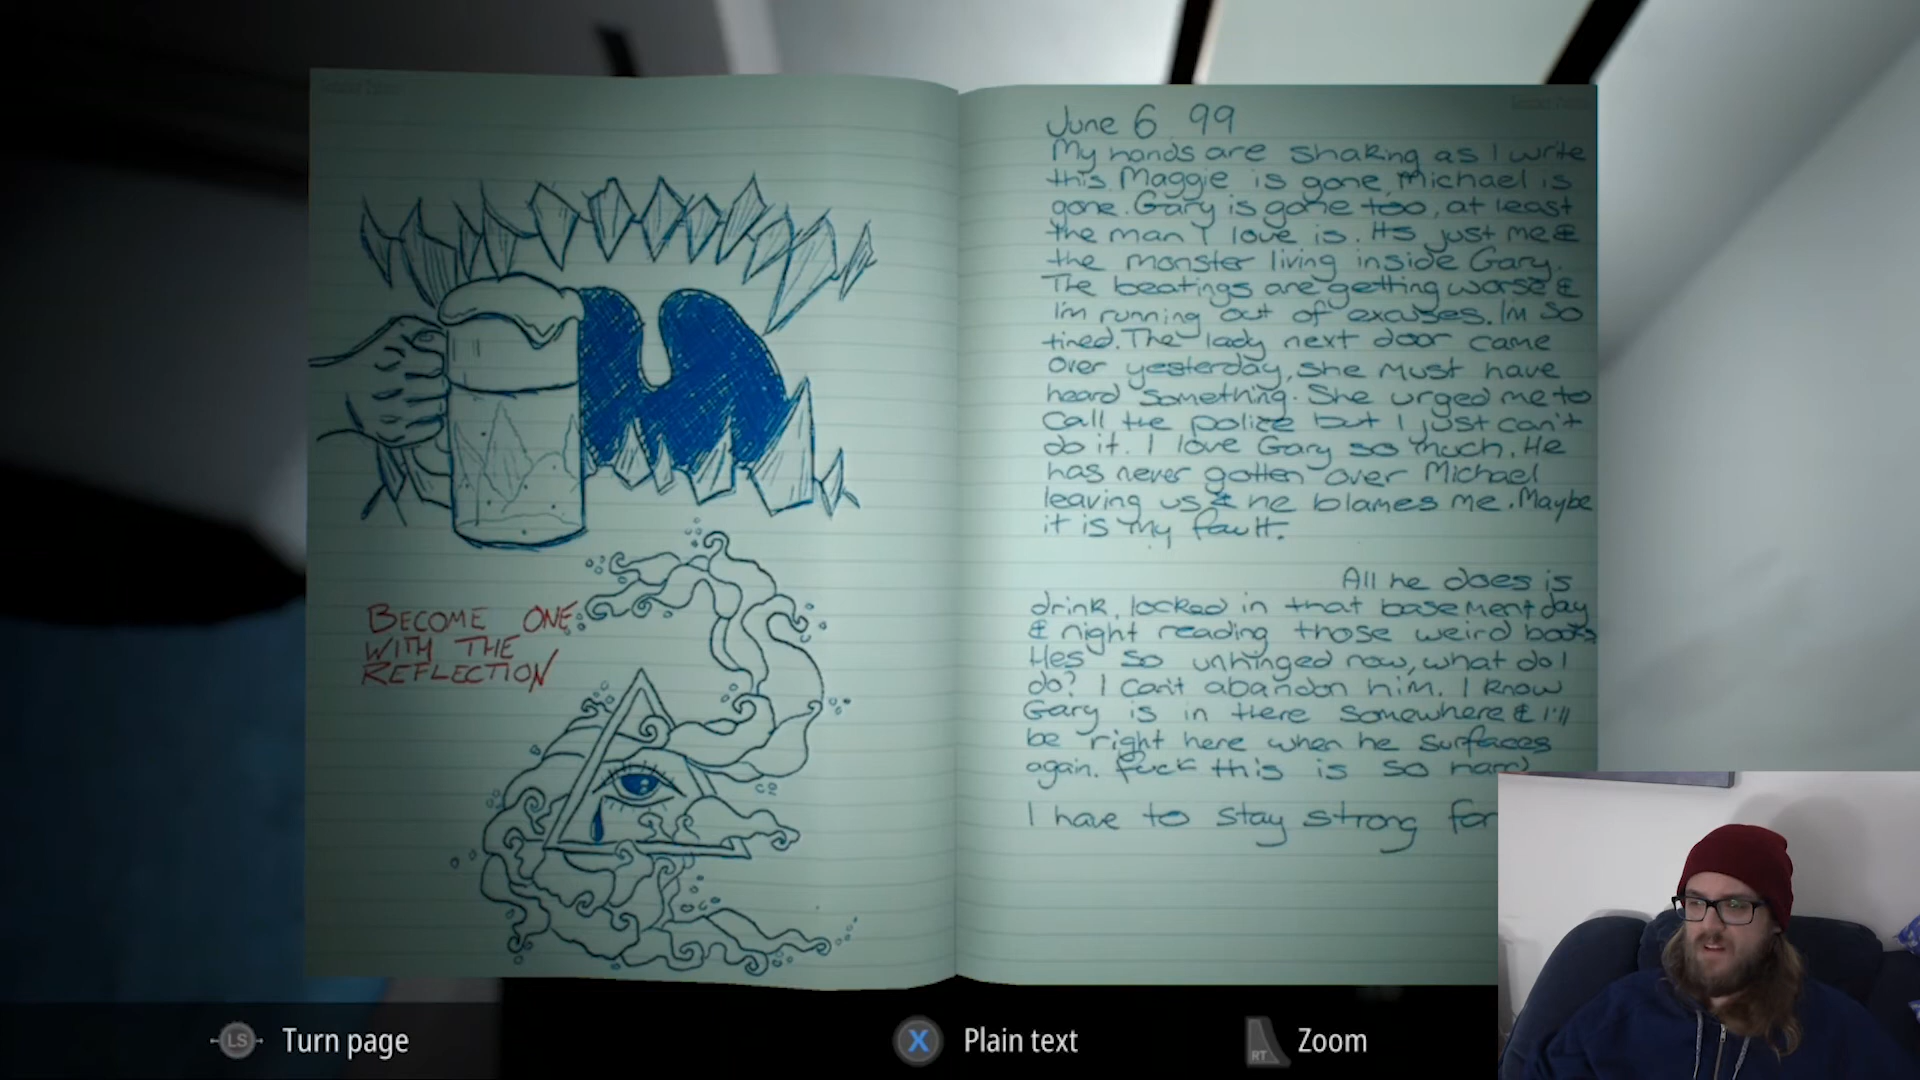 BECOME ONE
WITH THE
REFLECTION
June 6 99
My hands are shaking as I write
this. Maggie is gone, Michael is
gone. Gary is gone too, at least
the man I love is. Its just me &
the monster living inside Gary.
The beatings are getting worse &
I'm running out of excuses. I'm so
tired. The lady next door came
over yesterday, she must have
heard something. She urged me to
call the police but I just can't
do it. I love Gary so much. He
has never gotten over Michael
leaving us & he blames me. Maybe
it is my fault.
All he does is
drink, locked in that basement day
& night reading those weird books
Hes so unhinged now, what do I
do? I can't abandon him. I know
Gary is in there somewhere & I'll
be right here when he surfaces
again. fuck this is so hard
I have to stay strong for
LS Turn page
X Plain text
RT Zoom